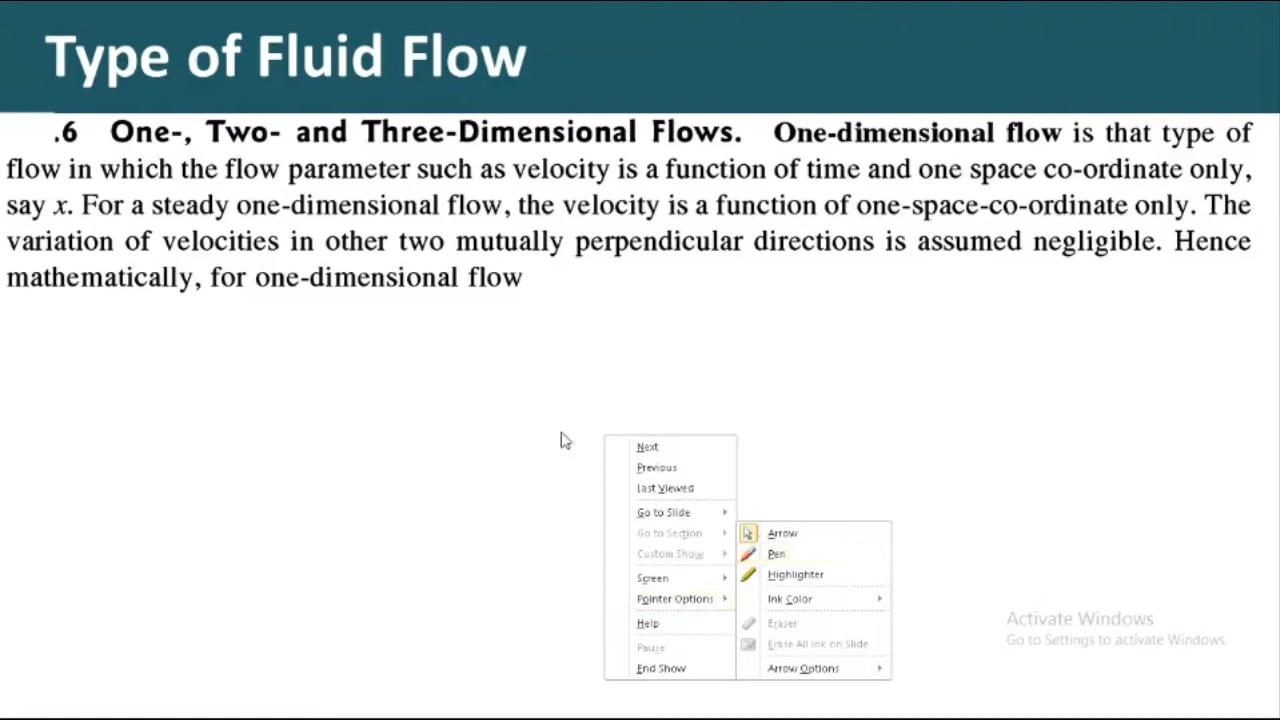 Type of Fluid Flow
.6 One-, Two- and Three-Dimensional Flows. One-dimensional flow is that type of
flow in which the flow parameter such as velocity is a function of time and one space co-ordinate only,
say x. For a steady one-dimensional flow, the velocity is a function of one-space-co-ordinate only. The
variation of velocities in other two mutually perpendicular directions is assumed negligible. Hence
mathematically, for one-dimensional flow
Next
Previous
Last Viewed
Go to Slide
Go to Section
Custom Show
Screen
Pointer Options
Help
Pause
End Show
Arrow
Pen
Highlighter
Ink Color
Eraser
Erase All Ink on Slide
Arrow Options
Activate Windows
Go to Settings to activate Windows.